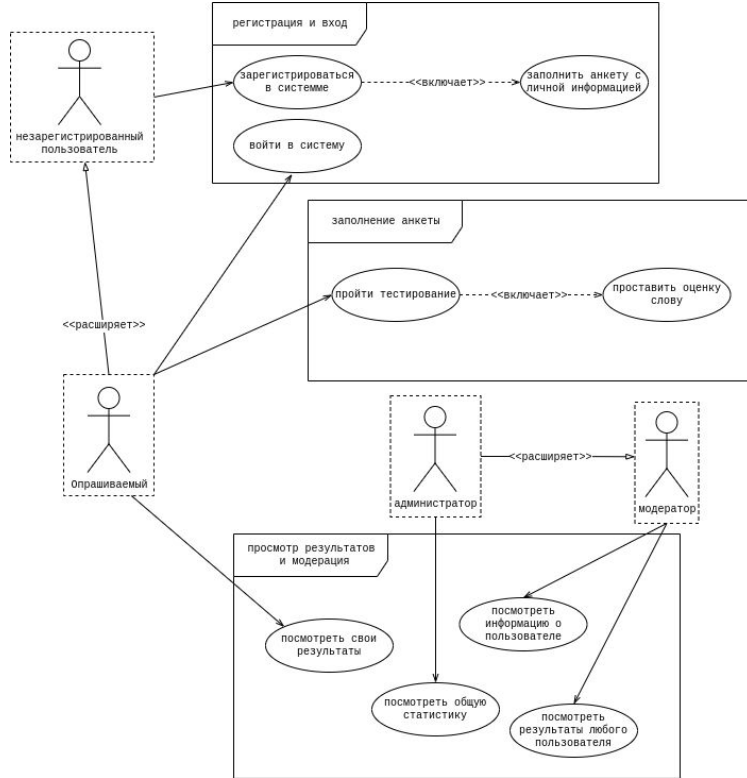 регистрация и вход
зарегистрироваться
в системме
<<включает>>
заполнить анкету с
личной информацией
незарегистрированный
пользователь
войти в систему
заполнение анкеты
пройти тестирование
<<включает>>
проставить оценку
слову
<<расширяет>>
Опрашиваемый
администратор
<<расширяет>>
модератор
просмотр результатов
и модерация
посмотреть свои
результаты
посмотреть
информацию о
пользователе
посмотреть общую
статистику
посмотреть
результаты любого
пользователя